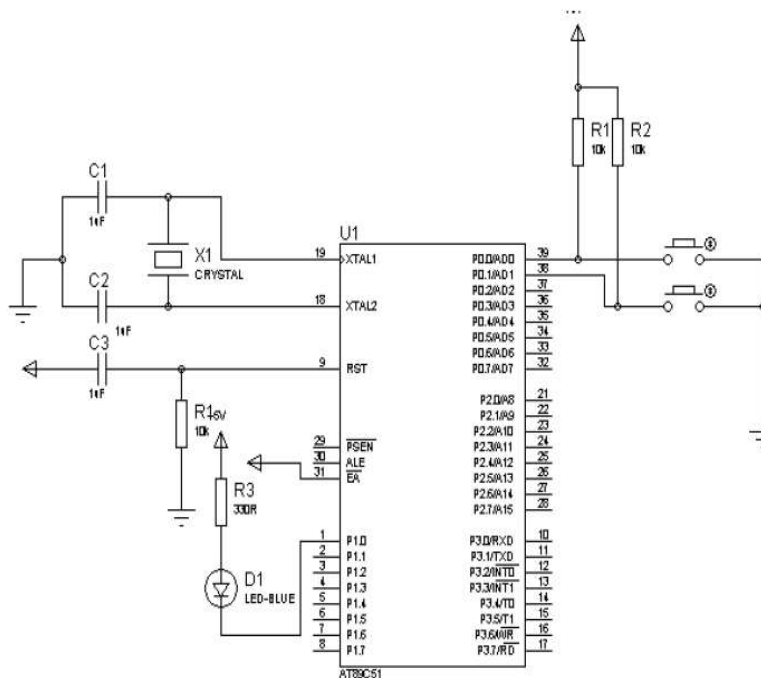 R1
10k
R2
10k
C1
1nF
X1
CRYSTAL
C2
1nF
C3
1nF
R1
10k
+5V
R3
330R
D1
LED-BLUE
U1
19 XTAL1
18 XTAL2
9 RST
29 PSEN
30 ALE
31 EA
1 P1.0
2 P1.1
3 P1.2
4 P1.3
5 P1.4
6 P1.5
7 P1.6
8 P1.7
P0.0/AD0 39
P0.1/AD1 38
P0.2/AD2 37
P0.3/AD3 36
P0.4/AD4 35
P0.5/AD5 34
P0.6/AD6 33
P0.7/AD7 32
P2.0/A8 21
P2.1/A9 22
P2.2/A10 23
P2.3/A11 24
P2.4/A12 25
P2.5/A13 26
P2.6/A14 27
P2.7/A15 28
P3.0/RXD 10
P3.1/TXD 11
P3.2/INT0 12
P3.3/INT1 13
P3.4/T0 14
P3.5/T1 15
P3.6/WR 16
P3.7/RD 17
AT89C51